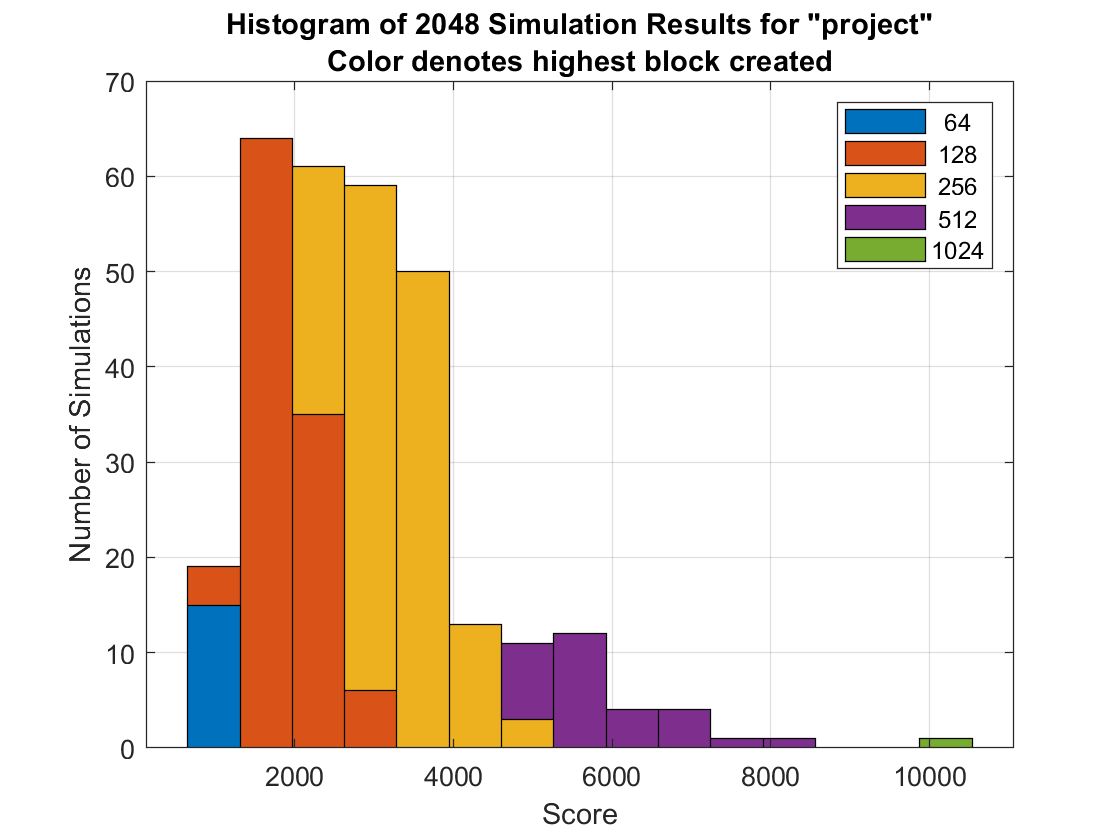 Histogram of 2048 Simulation Results for "project"
Color denotes highest block created
70
60
50
40
30
20
10
0
Number of Simulations
64
128
256
512
1024
2000 4000 6000 8000 10000
Score